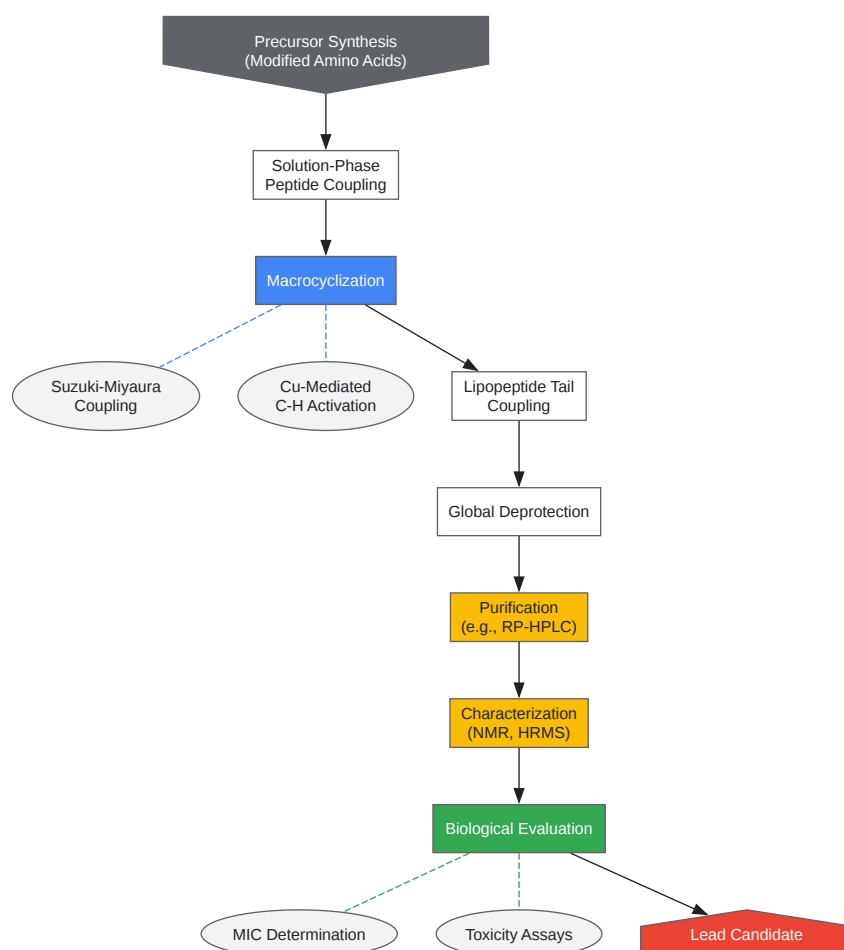 Precursor Synthesis
(Modified Amino Acids)
Solution-Phase
Peptide Coupling
Macrocyclization
Suzuki-Miyaura
Coupling
Cu-Mediated
C-H Activation
Lipopeptide Tail
Coupling
Global Deprotection
Purification
(e.g., RP-HPLC)
Characterization
(NMR, HRMS)
Biological Evaluation
MIC Determination
Toxicity Assays
Lead Candidate